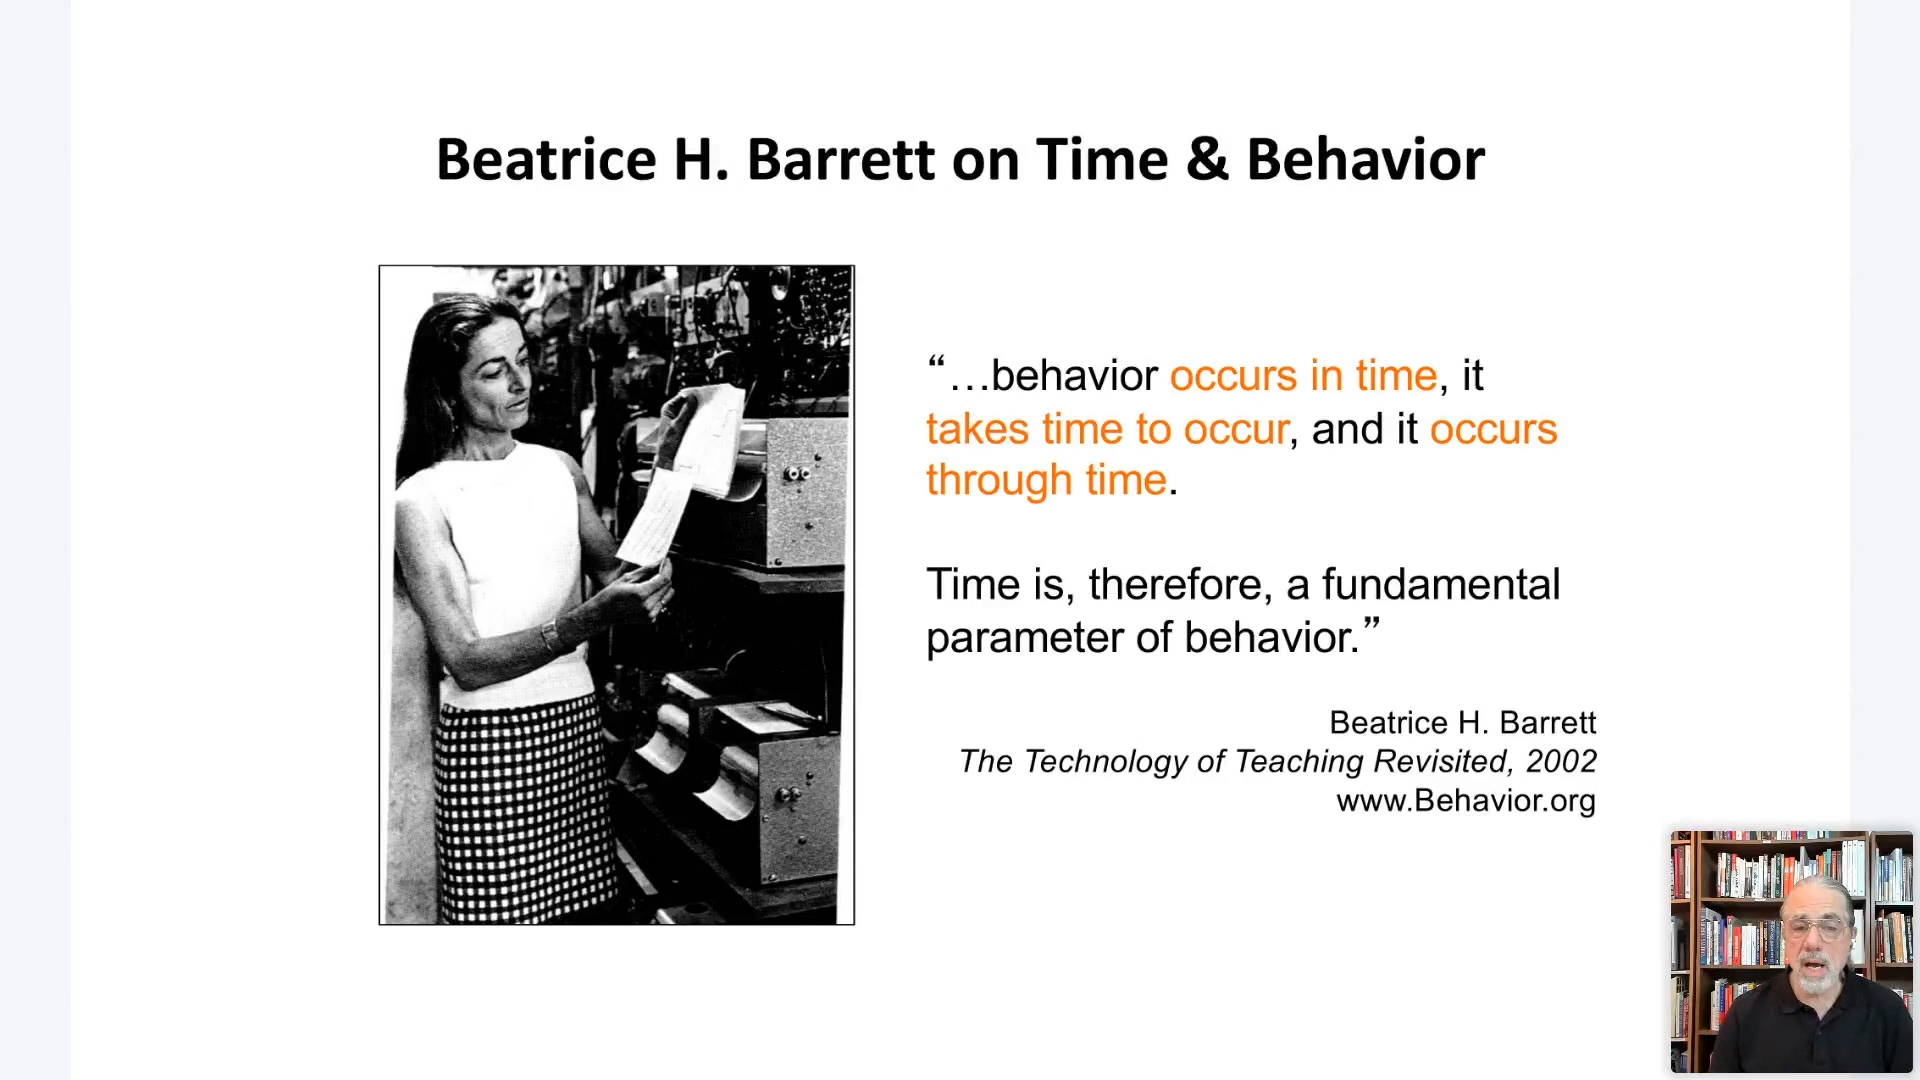 Beatrice H. Barrett on Time & Behavior
“…behavior occurs in time, it
takes time to occur, and it occurs
through time.
Time is, therefore, a fundamental
parameter of behavior.”
Beatrice H. Barrett
The Technology of Teaching Revisited, 2002
www.Behavior.org